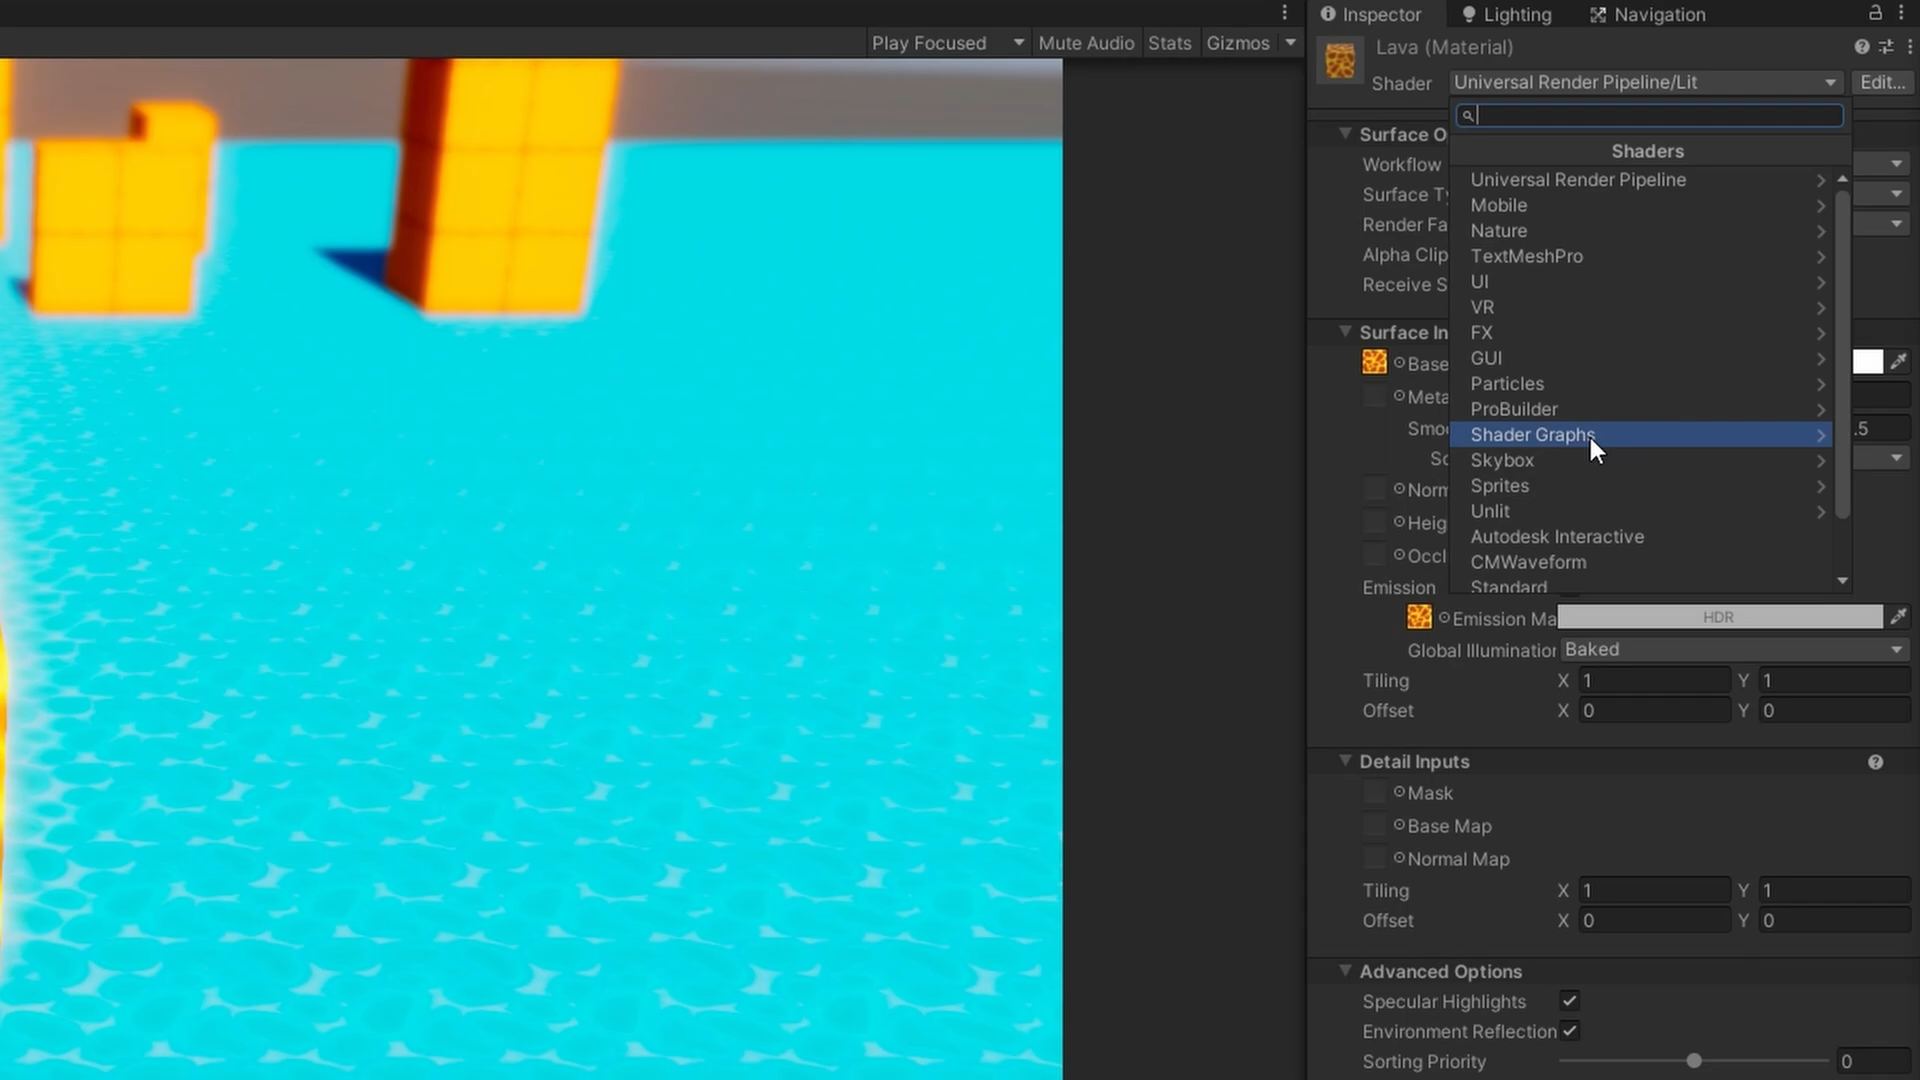 Inspector Lighting Navigation
Play Focused Mute Audio Stats Gizmos
Lava (Material)
Shader Universal Render Pipeline/Lit Edit...
Shaders
Universal Render Pipeline
Mobile
Nature
TextMeshPro
UI
VR
FX
GUI
Particles
ProBuilder
Shader Graphs
Skybox
Sprites
Unlit
Autodesk Interactive
CMWaveform
Standard
Surface O
Workflow
Surface Ty
Render Fa
Alpha Clip
Receive S
Surface In
Base
Meta
Smoo
.5
So
Norm
Heig
Occl
Emission
Emission Ma HDR
Global Illumination Baked
Tiling X 1 Y 1
Offset X 0 Y 0
Detail Inputs
Mask
Base Map
Normal Map
Tiling X 1 Y 1
Offset X 0 Y 0
Advanced Options
Specular Highlights
Environment Reflection
Sorting Priority 0